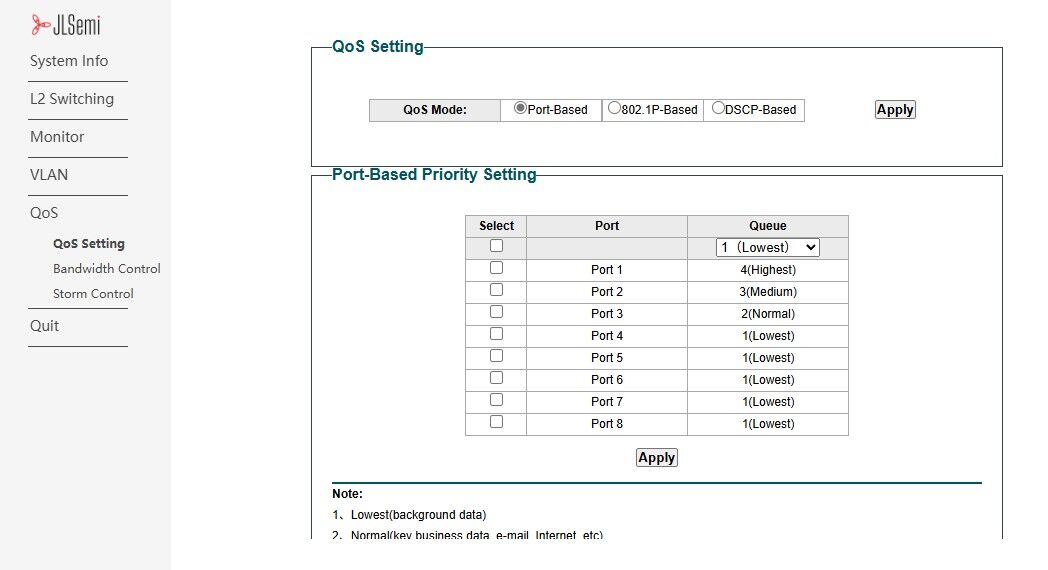 JLSemi
System Info
L2 Switching
Monitor
VLAN
QoS
QoS Setting
Bandwidth Control
Storm Control
Quit
QoS Setting
QoS Mode: Port-Based 802.1P-Based DSCP-Based Apply
Port-Based Priority Setting
Select Port Queue
1 (Lowest)
Port 1 4(Highest)
Port 2 3(Medium)
Port 3 2(Normal)
Port 4 1(Lowest)
Port 5 1(Lowest)
Port 6 1(Lowest)
Port 7 1(Lowest)
Port 8 1(Lowest)
Apply
Note:
1、Lowest(background data)
2、Normal(key business data, e-mail, Internet, etc)